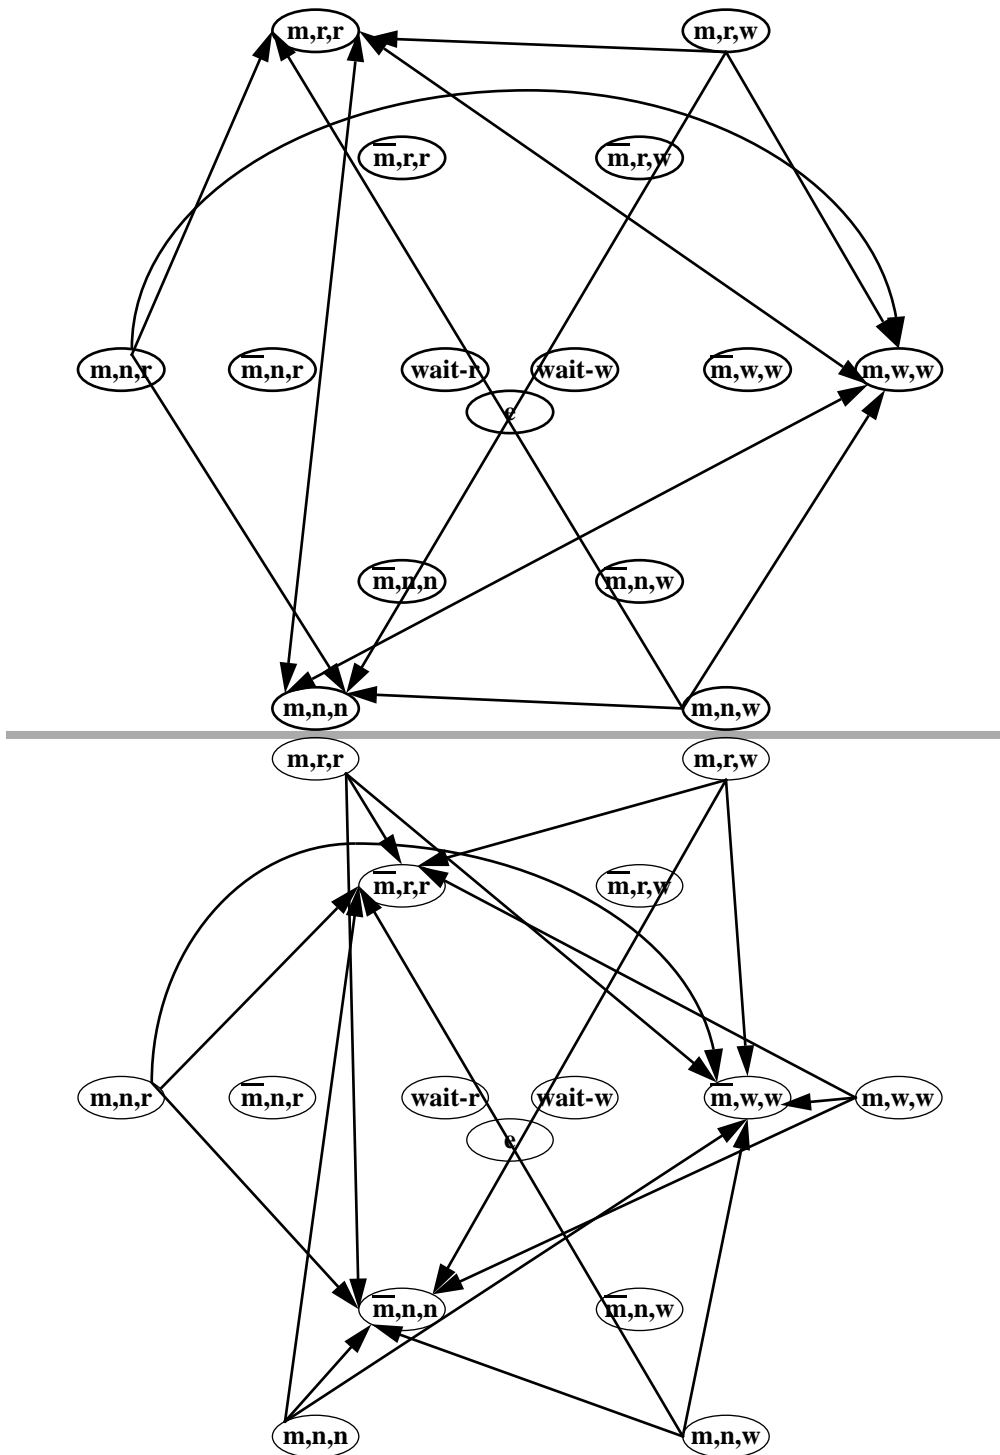 m,r,r m,r,w
m̅,r,r m̅,r,w
m,n,r m̅,n,r wait-r wait-w m̅,w,w m,w,w
e
m̅,n,n m̅,n,w
m,n,n m,n,w
m,r,r m,r,w
m̅,r,r m̅,r,w
m,n,r m̅,n,r wait-r wait-w m̅,w,w m,w,w
e
m̅,n,n m̅,n,w
m,n,n m,n,w